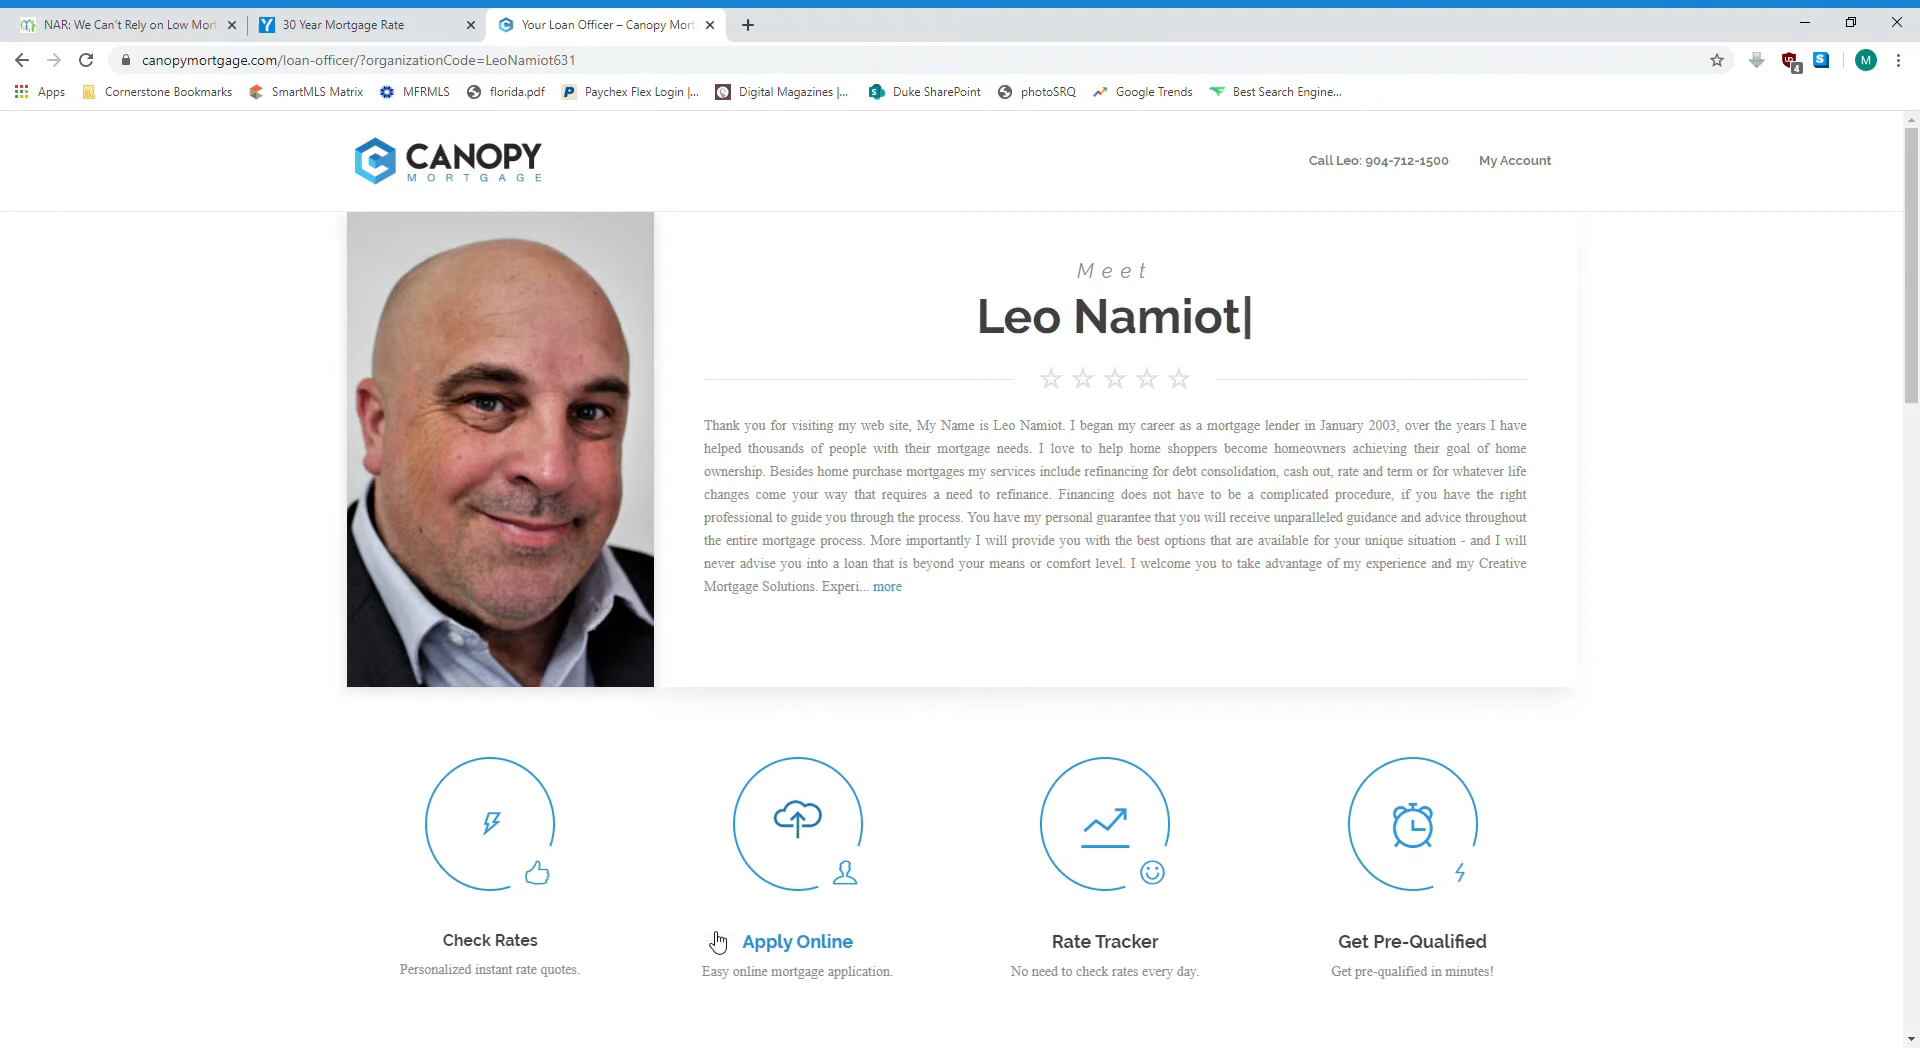 NAR: We Can't Rely on Low Mort
30 Year Mortgage Rate
Your Loan Officer – Canopy Mort
canopymortgage.com/loan-officer/?organizationCode=LeoNamiot631
4
M
Apps
Cornerstone Bookmarks
SmartMLS Matrix
MFRMLS
florida.pdf
Paychex Flex Login |...
Digital Magazines |...
Duke SharePoint
photoSRQ
Google Trends
Best Search Engine...
CANOPY
MORTGAGE
Call Leo: 904-712-1500
My Account
Meet
Leo Namiot|
Thank you for visiting my web site, My Name is Leo Namiot. I began my career as a mortgage lender in January 2003, over the years I have
helped thousands of people with their mortgage needs. I love to help home shoppers become homeowners achieving their goal of home
ownership. Besides home purchase mortgages my services include refinancing for debt consolidation, cash out, rate and term or for whatever life
changes come your way that requires a need to refinance. Financing does not have to be a complicated procedure, if you have the right
professional to guide you through the process. You have my personal guarantee that you will receive unparalleled guidance and advice throughout
the entire mortgage process. More importantly I will provide you with the best options that are available for your unique situation - and I will
never advise you into a loan that is beyond your means or comfort level. I welcome you to take advantage of my experience and my Creative
Mortgage Solutions. Experi... more
Check Rates
Personalized instant rate quotes.
Apply Online
Easy online mortgage application.
Rate Tracker
No need to check rates every day.
Get Pre-Qualified
Get pre-qualified in minutes!